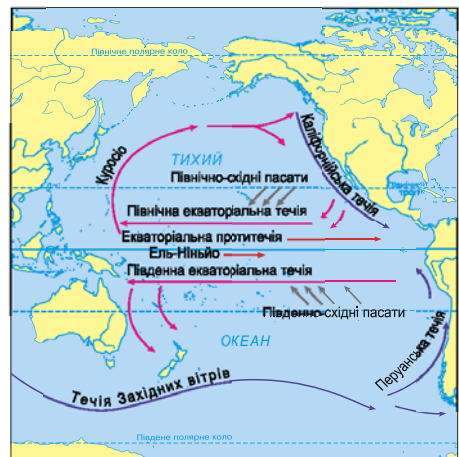 Північне полярне коло
Куросіо
ТИХИЙ
Каліфорнійська течія
Північно-східні пасати
Північна екваторіальна течія
Екваторіальна протитечія
Ель-Ніньйо
Південна екваторіальна течія
Південно-східні пасати
ОКЕАН
Перуанська течія
Течія Західних вітрів
Південе полярне коло